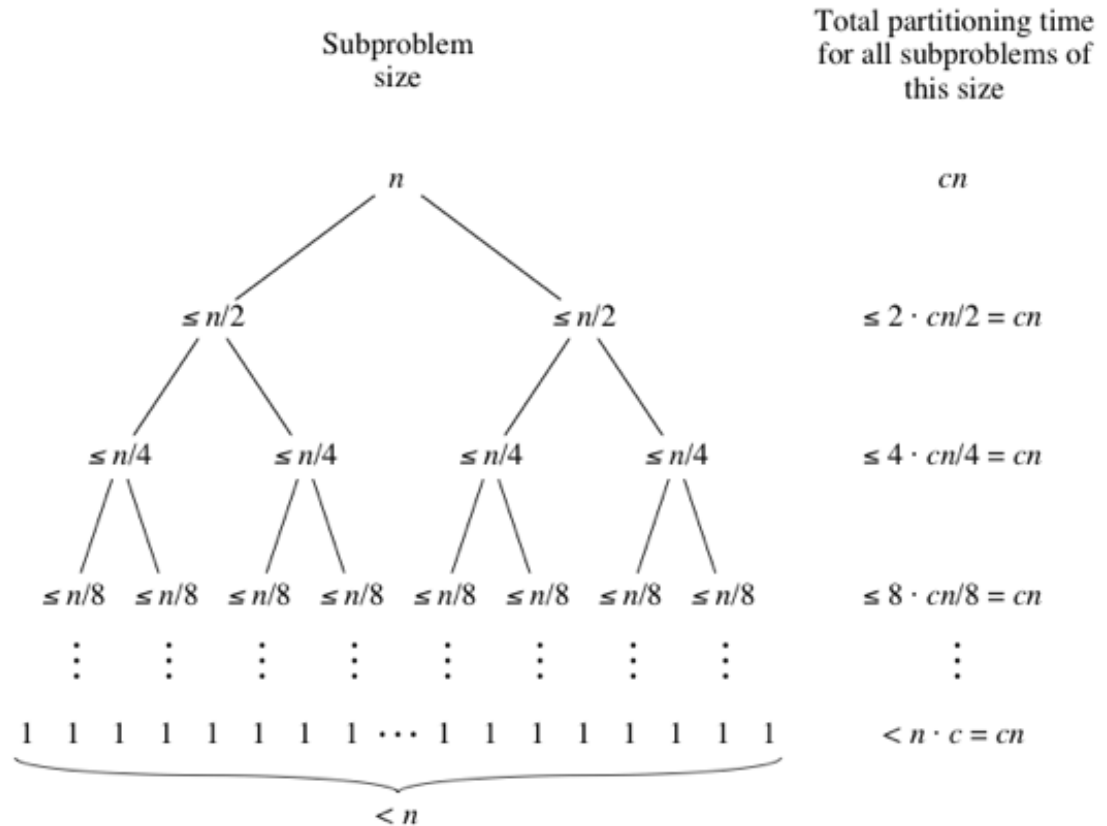 Subproblem
size
Total partitioning time
for all subproblems of
this size
n
cn
≤ n/2 ≤ n/2
≤ 2 · cn/2 = cn
≤ n/4 ≤ n/4 ≤ n/4 ≤ n/4
≤ 4 · cn/4 = cn
≤ n/8 ≤ n/8 ≤ n/8 ≤ n/8 ≤ n/8 ≤ n/8 ≤ n/8 ≤ n/8
≤ 8 · cn/8 = cn
1 1 1 1 1 1 1 1 ··· 1 1 1 1 1 1 1 1
< n · c = cn
< n